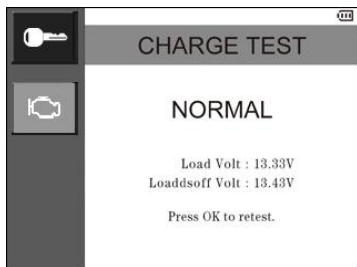 CHARGE TEST
NORMAL
Load Volt : 13.33V
Loaddsoff Volt : 13.43V
Press OK to retest.